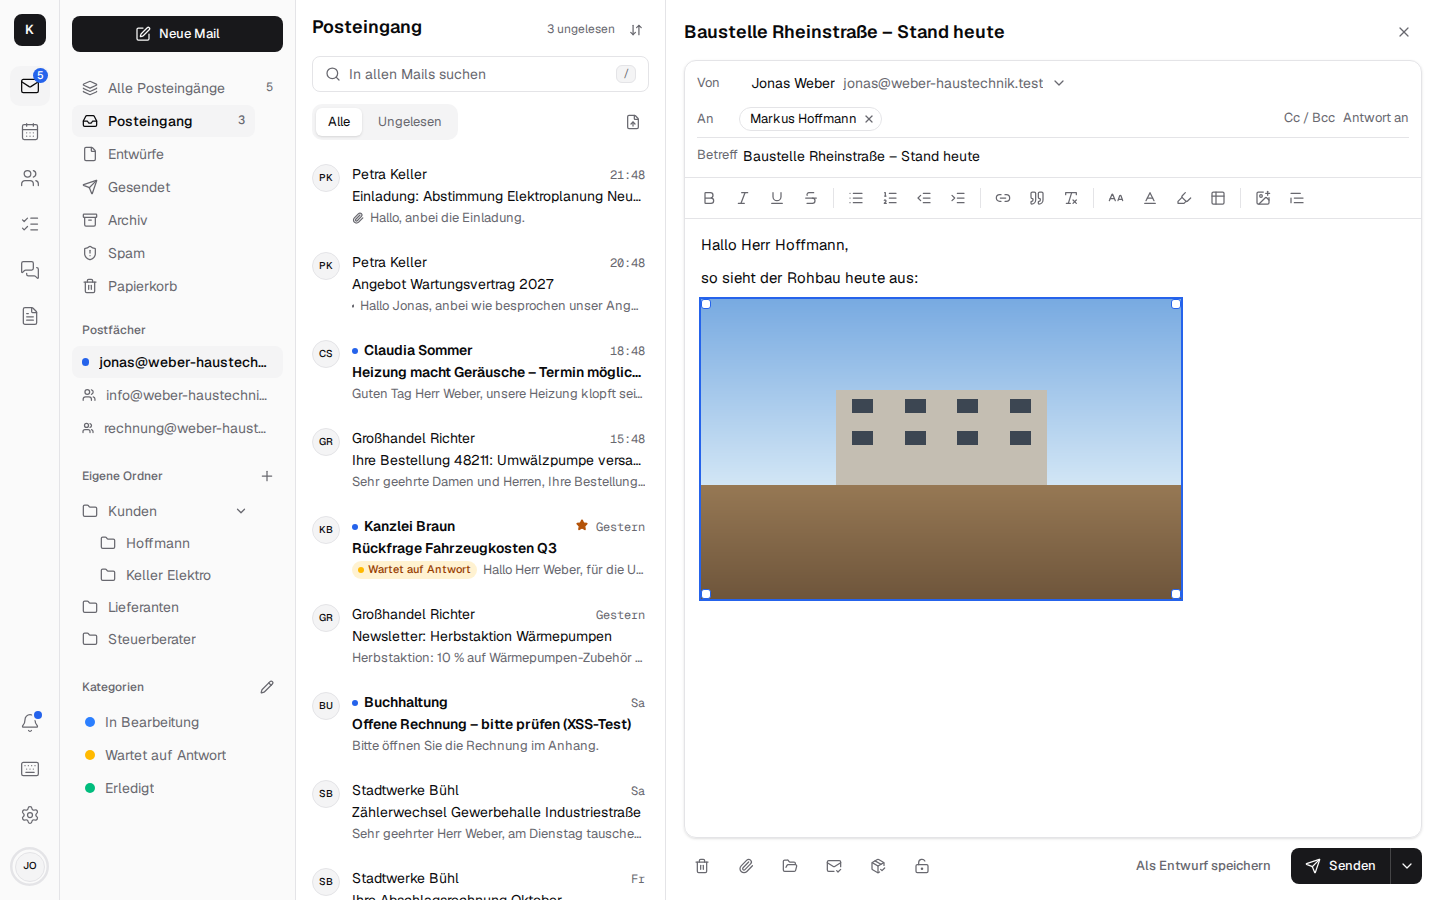 K
5
Neue Mail
Alle Posteingänge 5
Posteingang 3
Entwürfe
Gesendet
Archiv
Spam
Papierkorb
Postfächer
jonas@weber-haustech...
info@weber-haustechni...
rechnung@weber-haust...
Eigene Ordner
Kunden
Hoffmann
Keller Elektro
Lieferanten
Steuerberater
Kategorien
In Bearbeitung
Wartet auf Antwort
Erledigt
JO
Posteingang 3 ungelesen
In allen Mails suchen /
Alle Ungelesen
PK Petra Keller 21:48
Einladung: Abstimmung Elektroplanung Neu...
Hallo, anbei die Einladung.
PK Petra Keller 20:48
Angebot Wartungsvertrag 2027
Hallo Jonas, anbei wie besprochen unser Ang...
CS Claudia Sommer 18:48
Heizung macht Geräusche – Termin möglic...
Guten Tag Herr Weber, unsere Heizung klopft sei...
GR Großhandel Richter 15:48
Ihre Bestellung 48211: Umwälzpumpe versa...
Sehr geehrte Damen und Herren, Ihre Bestellung...
KB Kanzlei Braun Gestern
Rückfrage Fahrzeugkosten Q3
Wartet auf Antwort Hallo Herr Weber, für die U...
GR Großhandel Richter Gestern
Newsletter: Herbstaktion Wärmepumpen
Herbstaktion: 10 % auf Wärmepumpen-Zubehör ...
BU Buchhaltung Sa
Offene Rechnung – bitte prüfen (XSS-Test)
Bitte öffnen Sie die Rechnung im Anhang.
SB Stadtwerke Bühl Sa
Zählerwechsel Gewerbehalle Industriestraße
Sehr geehrter Herr Weber, am Dienstag tausche...
SB Stadtwerke Bühl Fr
Ihre Abschlagsrechnung Oktober
Baustelle Rheinstraße – Stand heute
Von Jonas Weber jonas@weber-haustechnik.test
An Markus Hoffmann Cc / Bcc Antwort an
Betreff Baustelle Rheinstraße – Stand heute
Hallo Herr Hoffmann,
so sieht der Rohbau heute aus:
Als Entwurf speichern Senden